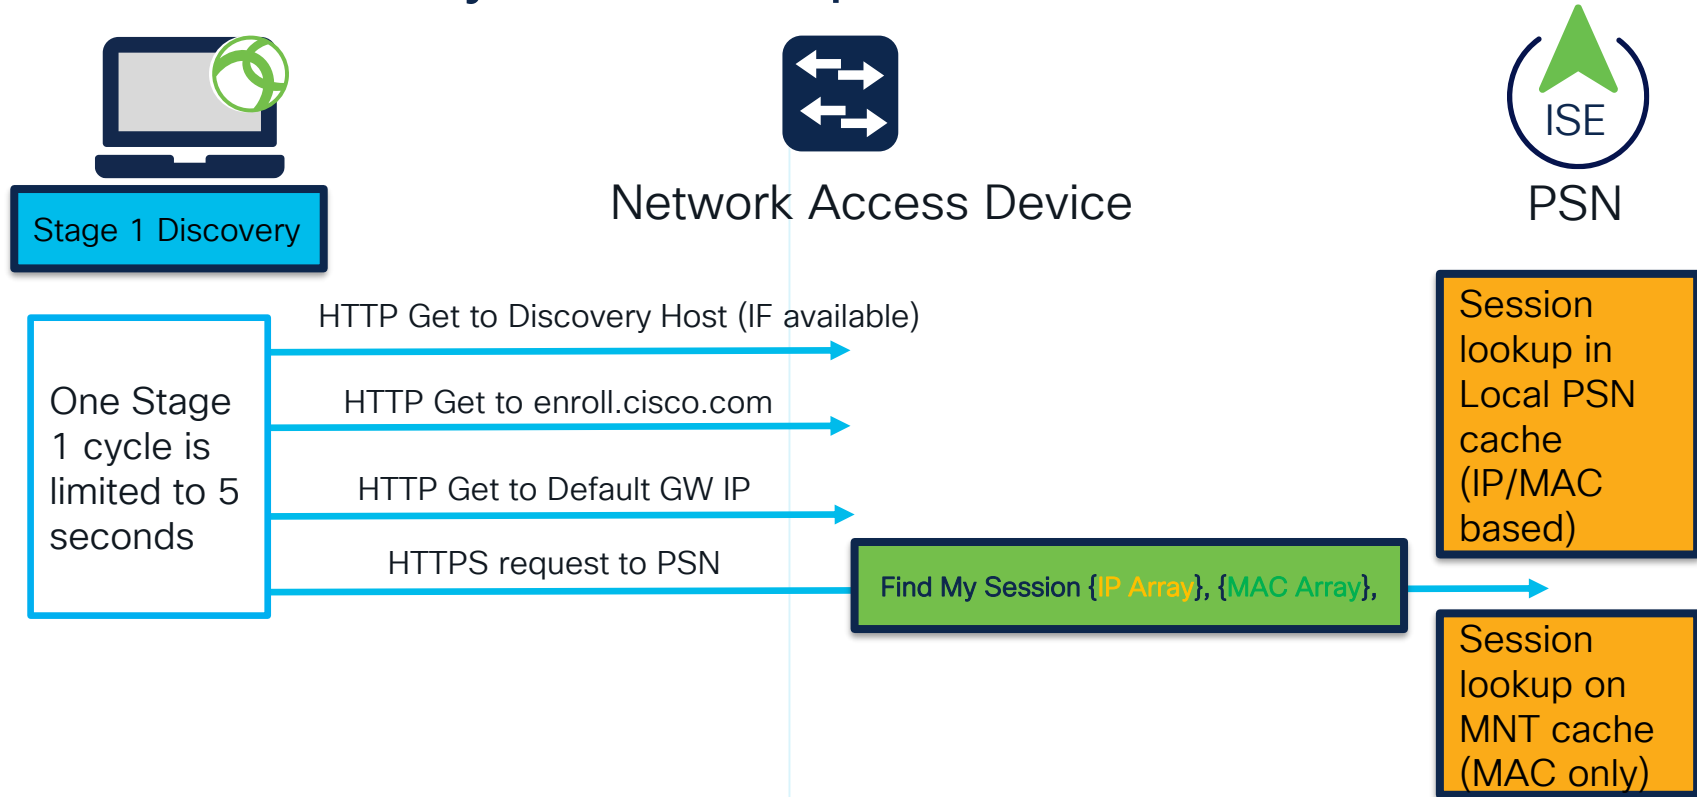 ISE
Network Access Device
PSN
Stage 1 Discovery
HTTP Get to Discovery Host (IF available)
HTTP Get to enroll.cisco.com
HTTP Get to Default GW IP
HTTPS request to PSN
One Stage
1 cycle is
limited to 5
seconds
Find My Session {IP Array}, {MAC Array},
Session
lookup in
Local PSN
cache
(IP/MAC
based)
Session
lookup on
MNT cache
(MAC only)